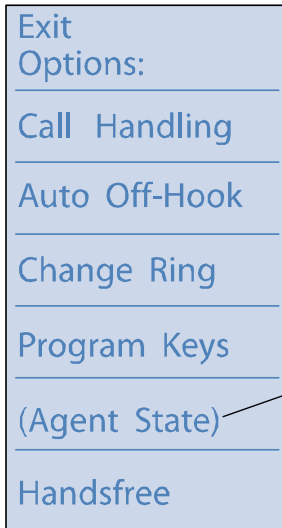 Exit
Options:
Call Handling
Auto Off-Hook
Change Ring
Program Keys
(Agent State)
Handsfree